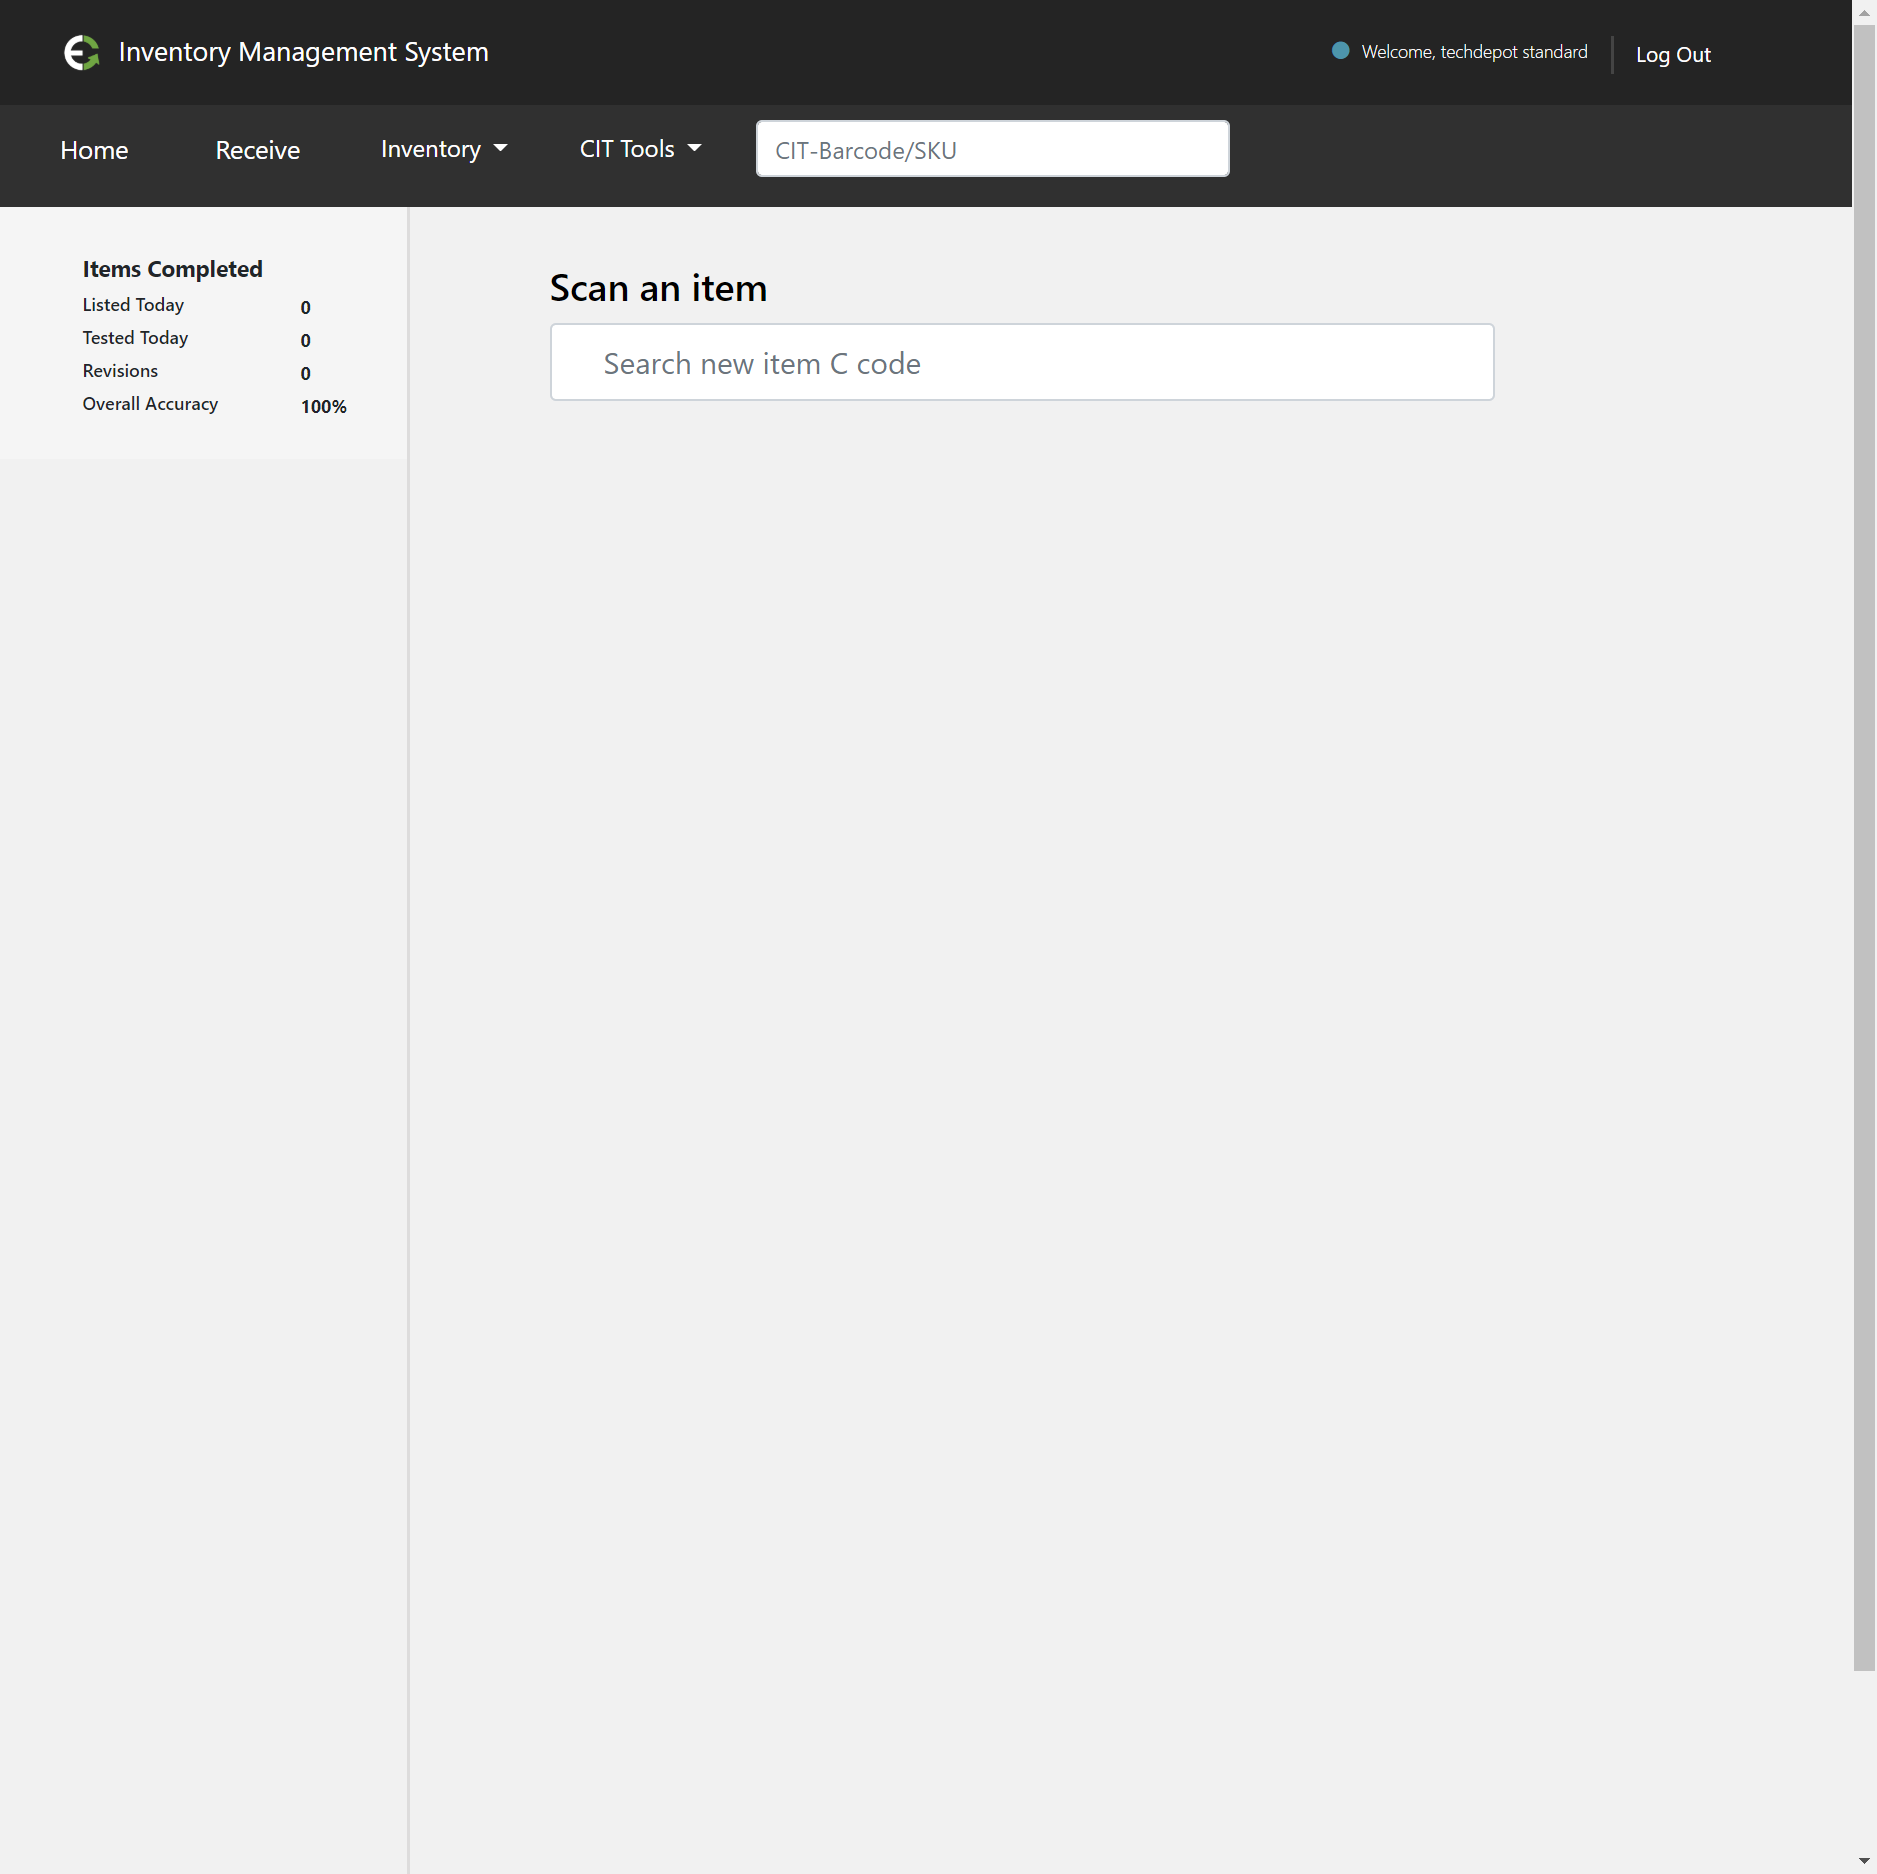 Inventory Management System
Welcome, techdepot standard
Log Out
Home
Receive
Inventory
CIT Tools
CIT-Barcode/SKU
Items Completed
Listed Today 0
Tested Today 0
Revisions 0
Overall Accuracy 100%
Scan an item
Search new item C code